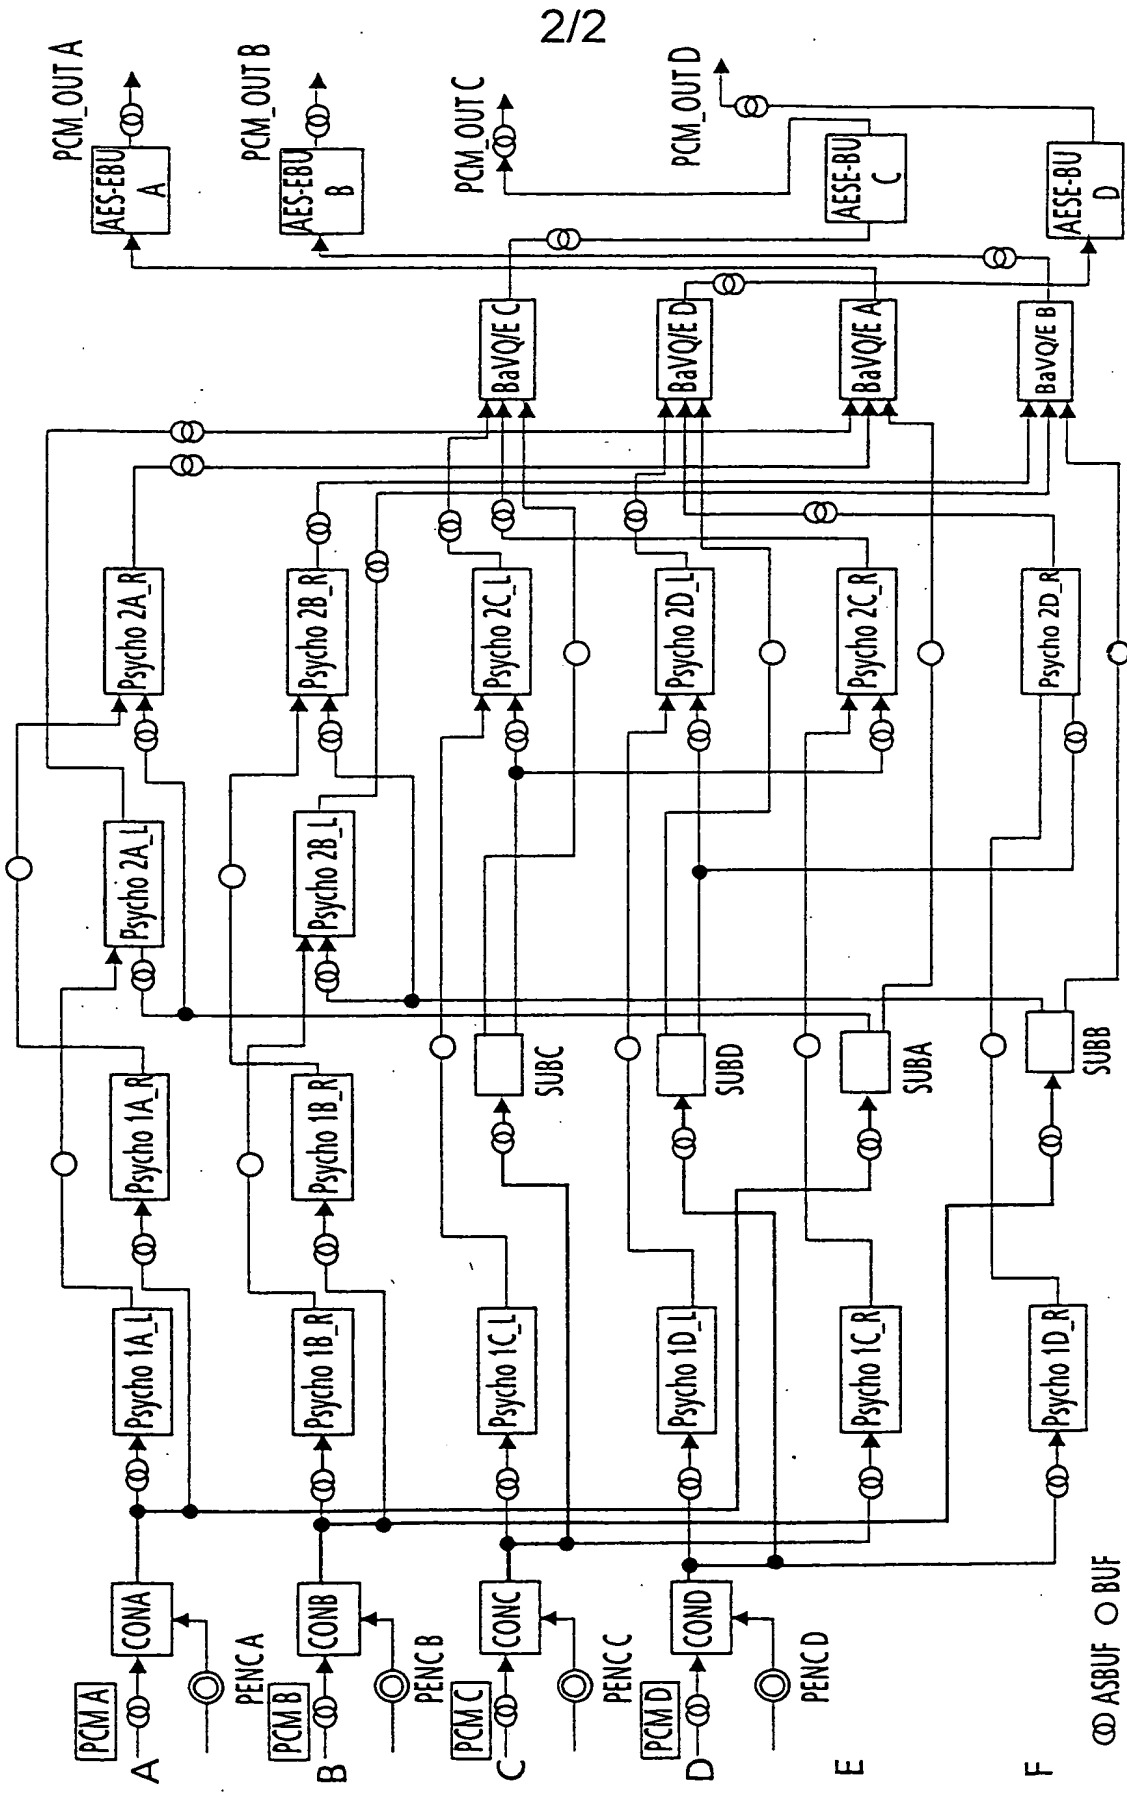 2/2
PCM_OUT A
PCM_OUT B
PCM_OUT C
PCM_OUT D
AES-EBU
A
AES-EBU
B
AESE-BU
C
AESE-BU
D
BaVQ/E C
BaVQ/E D
BaVQ/E A
BaVQ/E B
Psycho 2A_R
Psycho 2B_R
Psycho 2C_L
Psycho 2D_L
Psycho 2C_R
Psycho 2D_R
Psycho 2A_L
Psycho 2B_L
SUBC
SUBD
SUBA
SUBB
Psycho 1A_R
Psycho 1B_R
Psycho 1A_L
Psycho 1B_R
Psycho 1C_L
Psycho 1D_L
Psycho 1C_R
Psycho 1D_R
CONA
CONB
CONC
COND
PENC A
PENC B
PENC C
PENC D
PCM A
PCM B
PCM C
PCM D
A
B
C
D
E
F
ASBUF
BUF